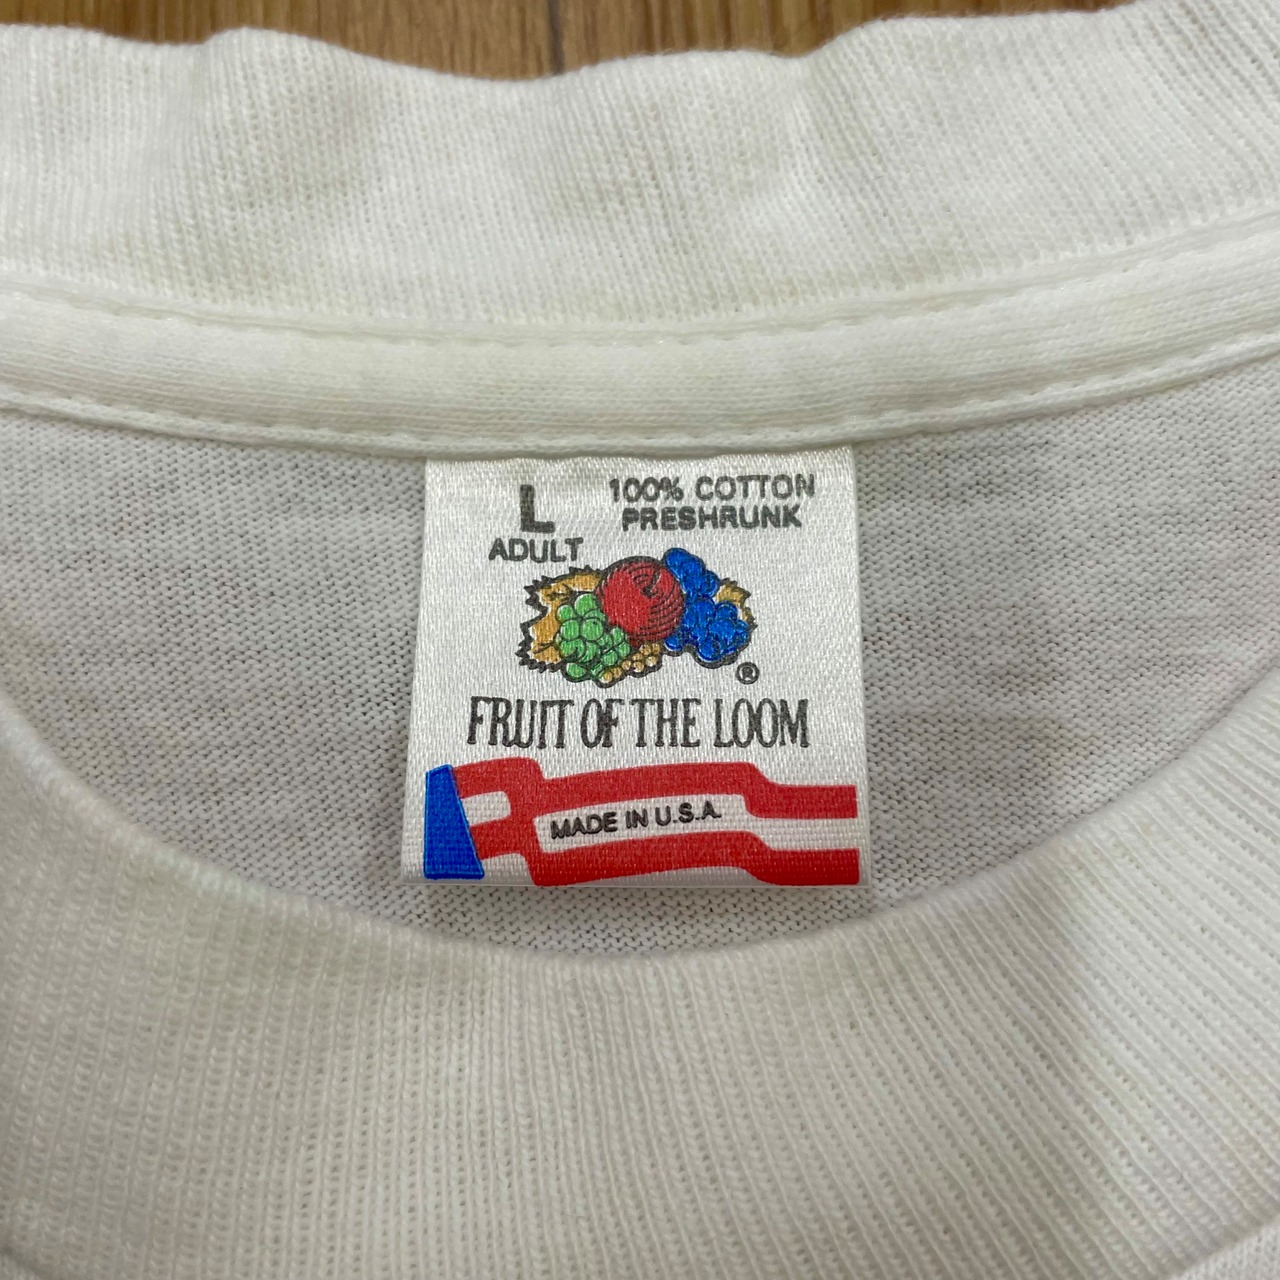 L
ADULT
100% COTTON
PRESHRUNK
®
FRUIT OF THE LOOM
MADE IN U.S.A.